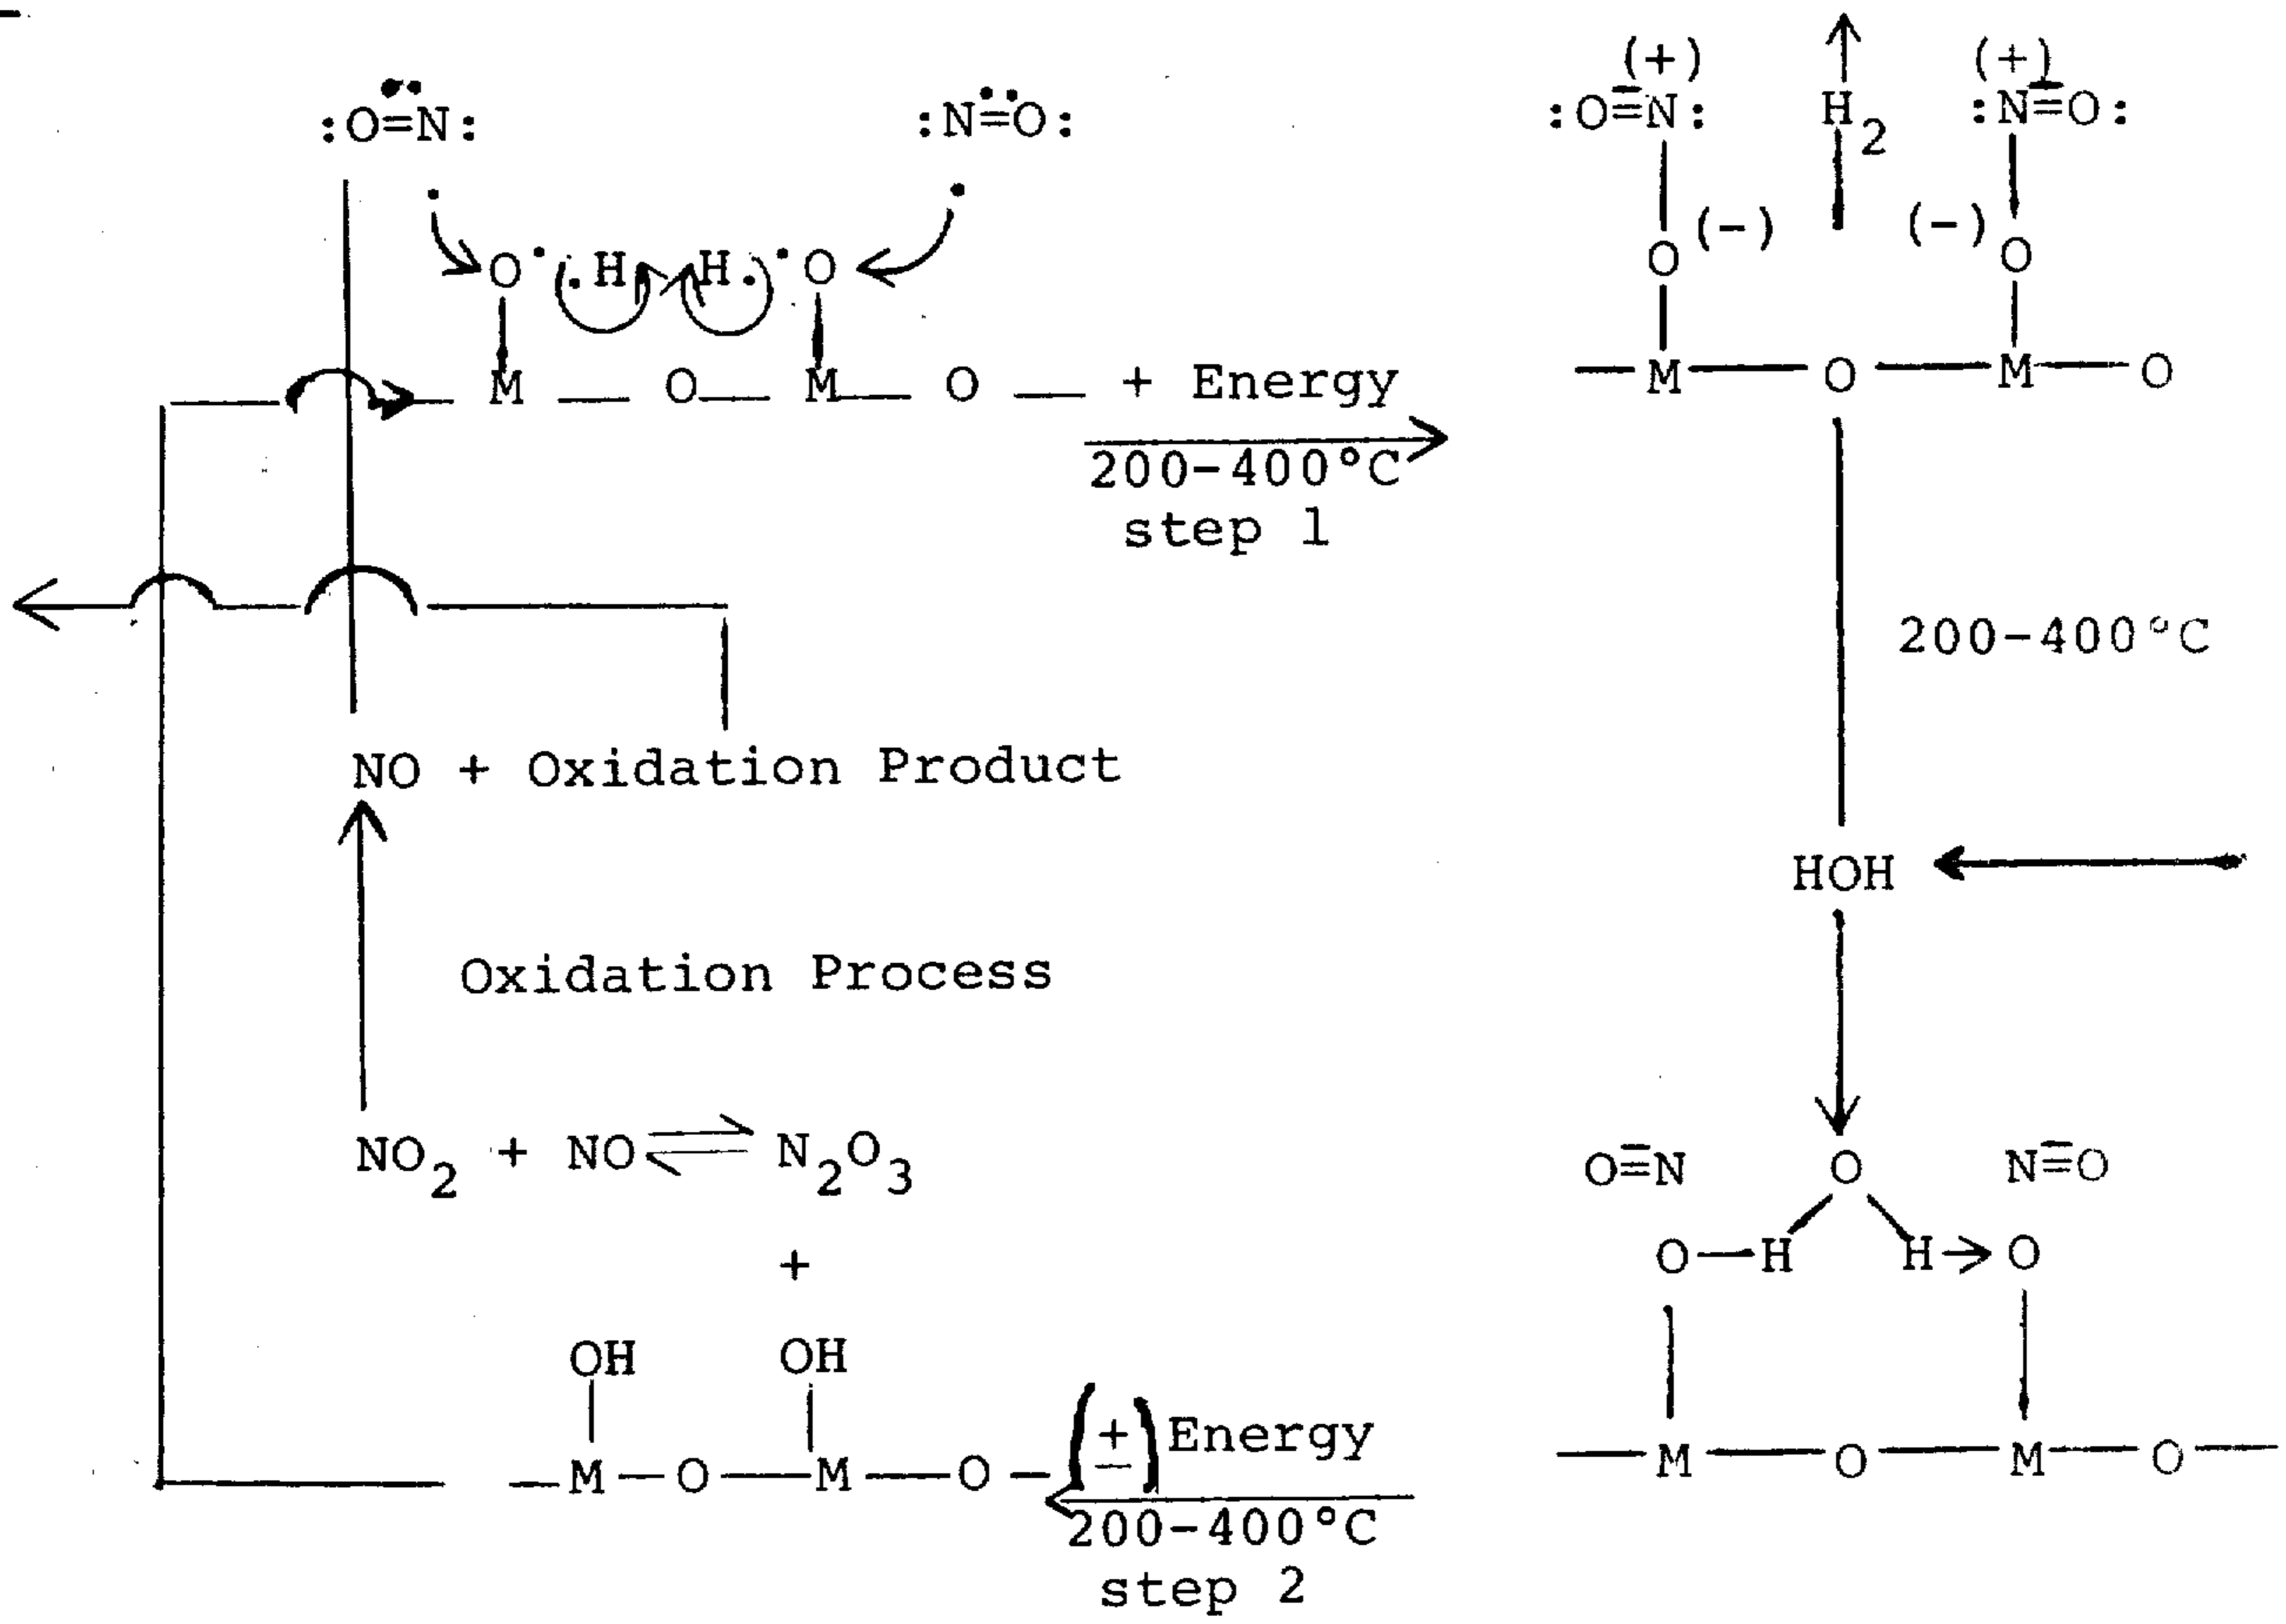 :O=N: :N=O:
O· ·H H· ·O
M — O — M — O — + Energy
200-400°C
step 1
(+) (+)
:O=N: H2 :N=O:
(-) (-)
O O
— M — O — M — O
200-400°C
NO + Oxidation Product
HOH
Oxidation Process
NO2 + NO ⇌ N2O3
+
O=N O N=O
O — H H → O
— M — O — M — O —
OH OH
— M — O — M — O — (±) Energy
200-400°C
step 2